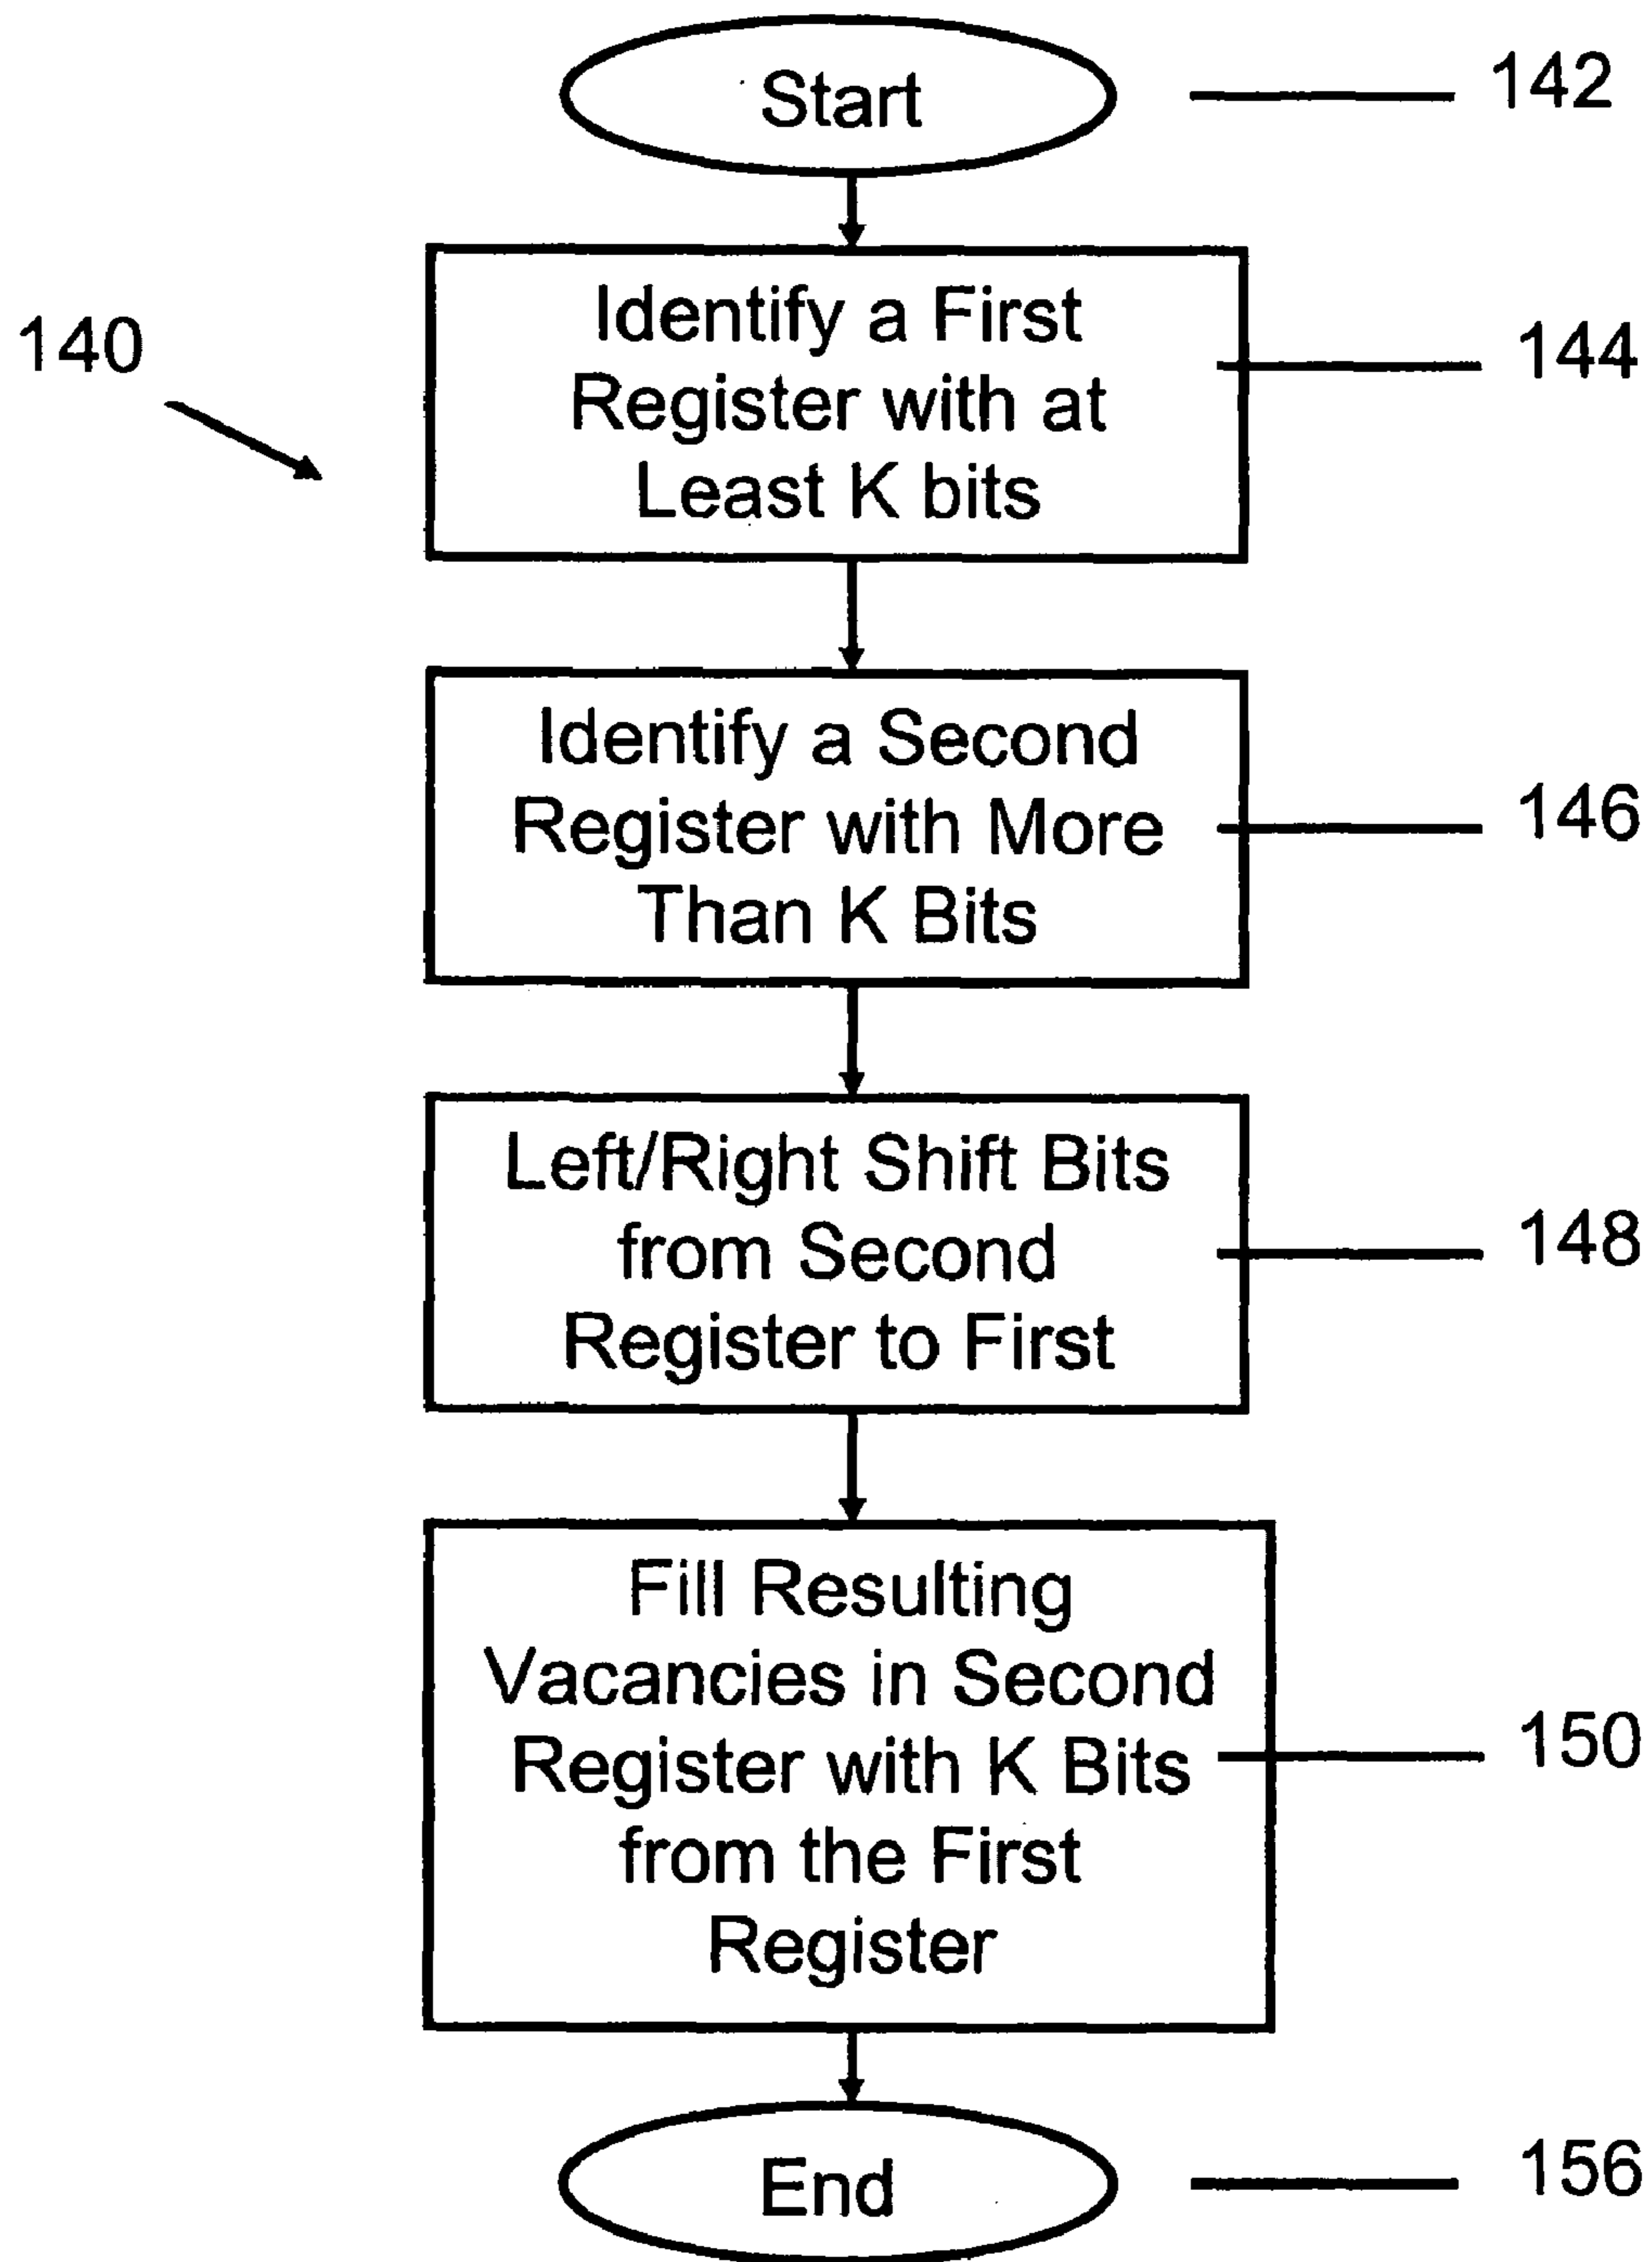 Start
142
140
Identify a First
Register with at
Least K bits
144
Identify a Second
Register with More
Than K Bits
146
Left/Right Shift Bits
from Second
Register to First
148
Fill Resulting
Vacancies in Second
Register with K Bits
from the First
Register
150
End
156